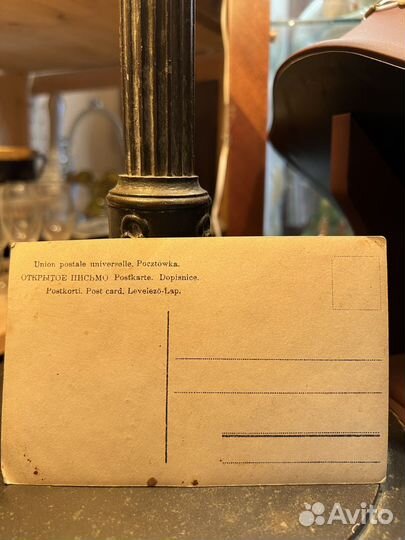 Union postale universelle, Pocztówka.
ОТКРЫТОЕ ПИСЬМО Postkarte. Dopisnice.
Postkorti. Post card. Levelezö-Lap.
Avito